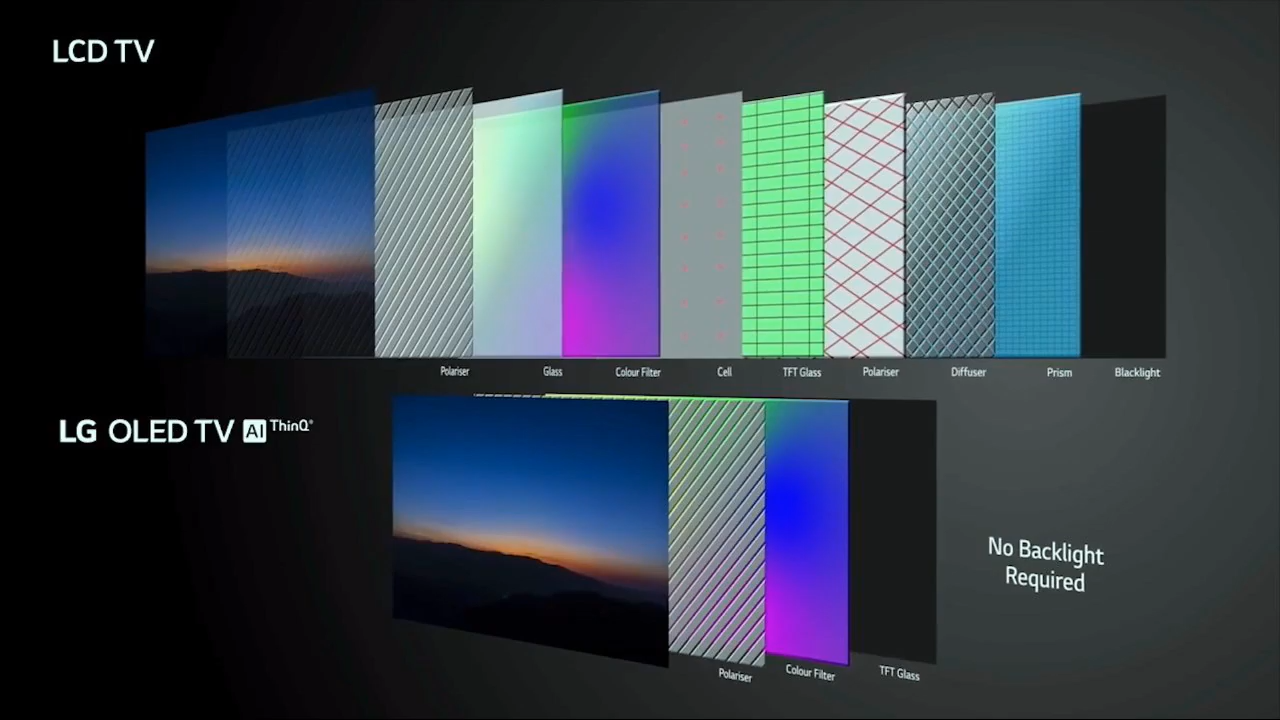 LCD TV
Polariser
Glass
Colour Filter
Cell
TFT Glass
Polariser
Diffuser
Prism
Blacklight
LG OLED TV AI ThinQ®
No Backlight
Required
Polariser
Colour Filter
TFT Glass